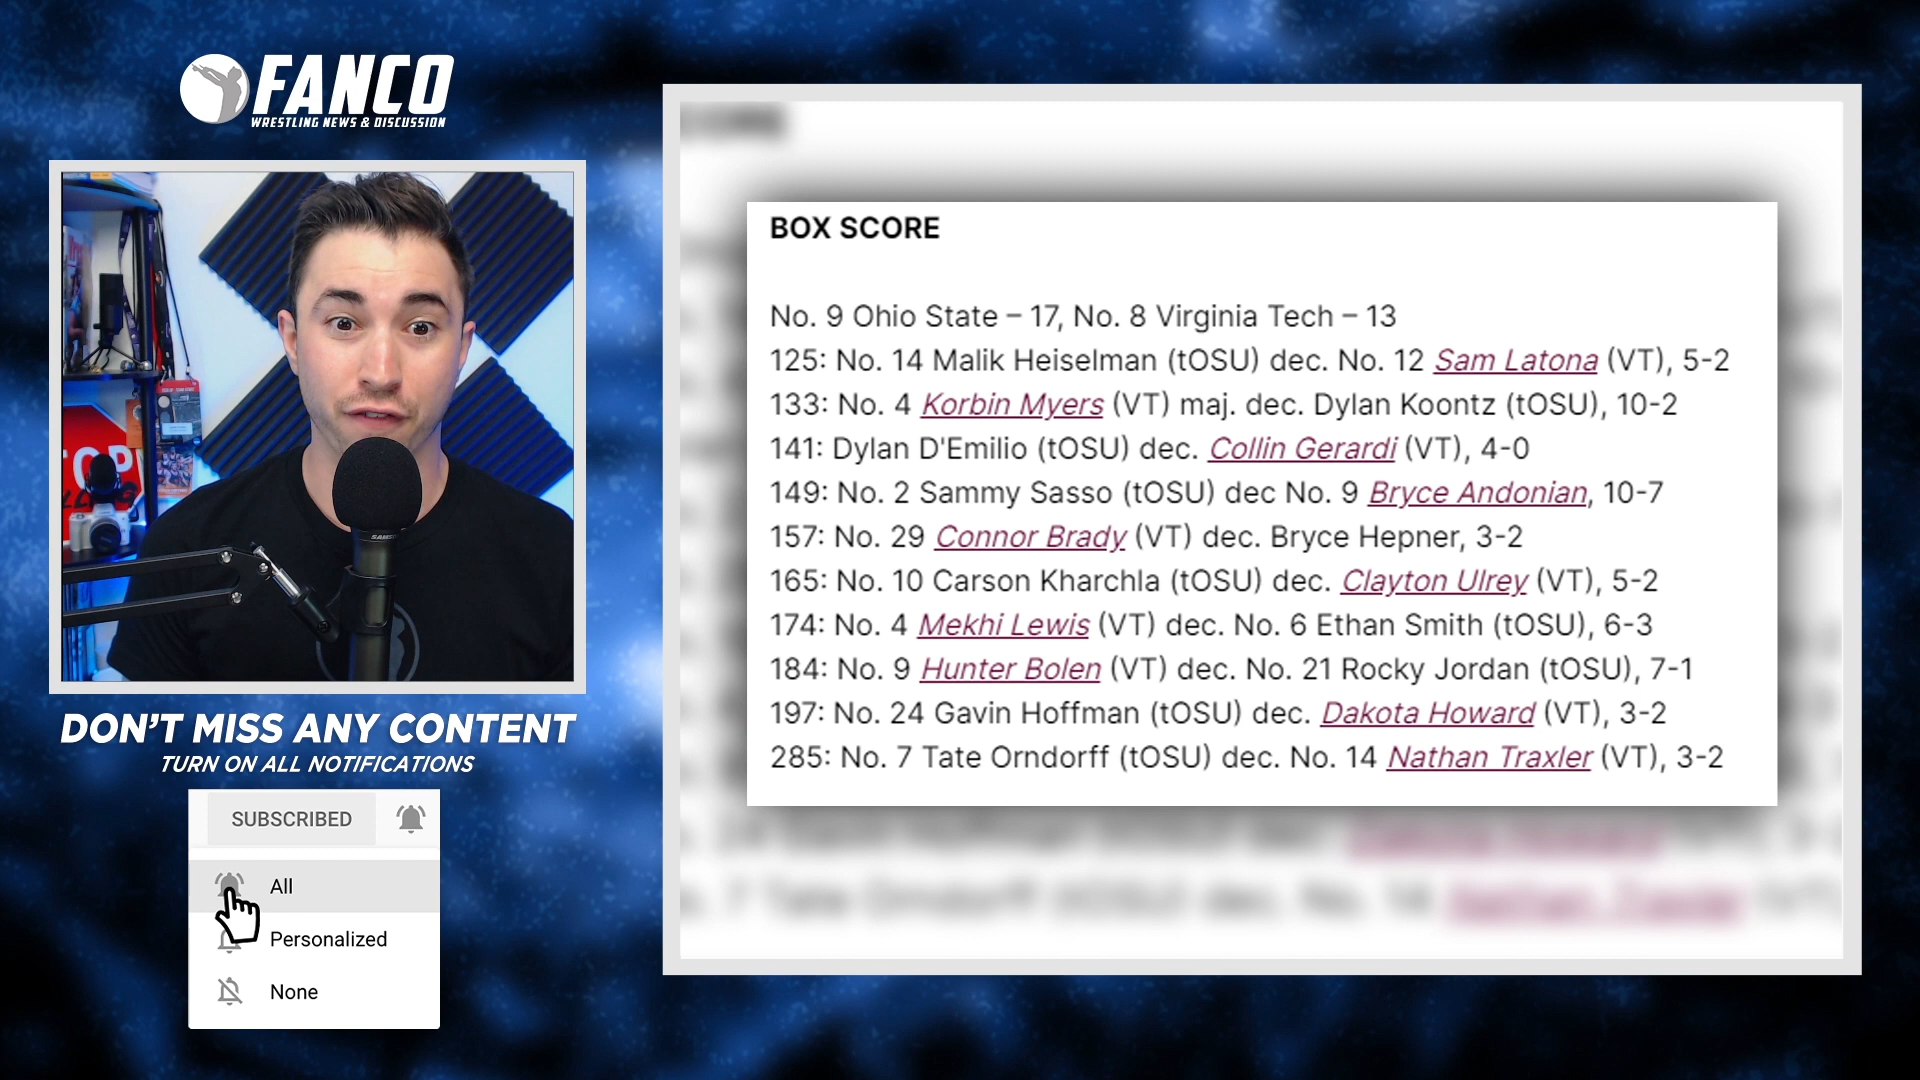 FANCO
WRESTLING NEWS & DISCUSSION
DON'T MISS ANY CONTENT
TURN ON ALL NOTIFICATIONS
SUBSCRIBED
All
Personalized
None
BOX SCORE
No. 9 Ohio State – 17, No. 8 Virginia Tech – 13
125: No. 14 Malik Heiselman (tOSU) dec. No. 12 Sam Latona (VT), 5-2
133: No. 4 Korbin Myers (VT) maj. dec. Dylan Koontz (tOSU), 10-2
141: Dylan D'Emilio (tOSU) dec. Collin Gerardi (VT), 4-0
149: No. 2 Sammy Sasso (tOSU) dec No. 9 Bryce Andonian, 10-7
157: No. 29 Connor Brady (VT) dec. Bryce Hepner, 3-2
165: No. 10 Carson Kharchla (tOSU) dec. Clayton Ulrey (VT), 5-2
174: No. 4 Mekhi Lewis (VT) dec. No. 6 Ethan Smith (tOSU), 6-3
184: No. 9 Hunter Bolen (VT) dec. No. 21 Rocky Jordan (tOSU), 7-1
197: No. 24 Gavin Hoffman (tOSU) dec. Dakota Howard (VT), 3-2
285: No. 7 Tate Orndorff (tOSU) dec. No. 14 Nathan Traxler (VT), 3-2